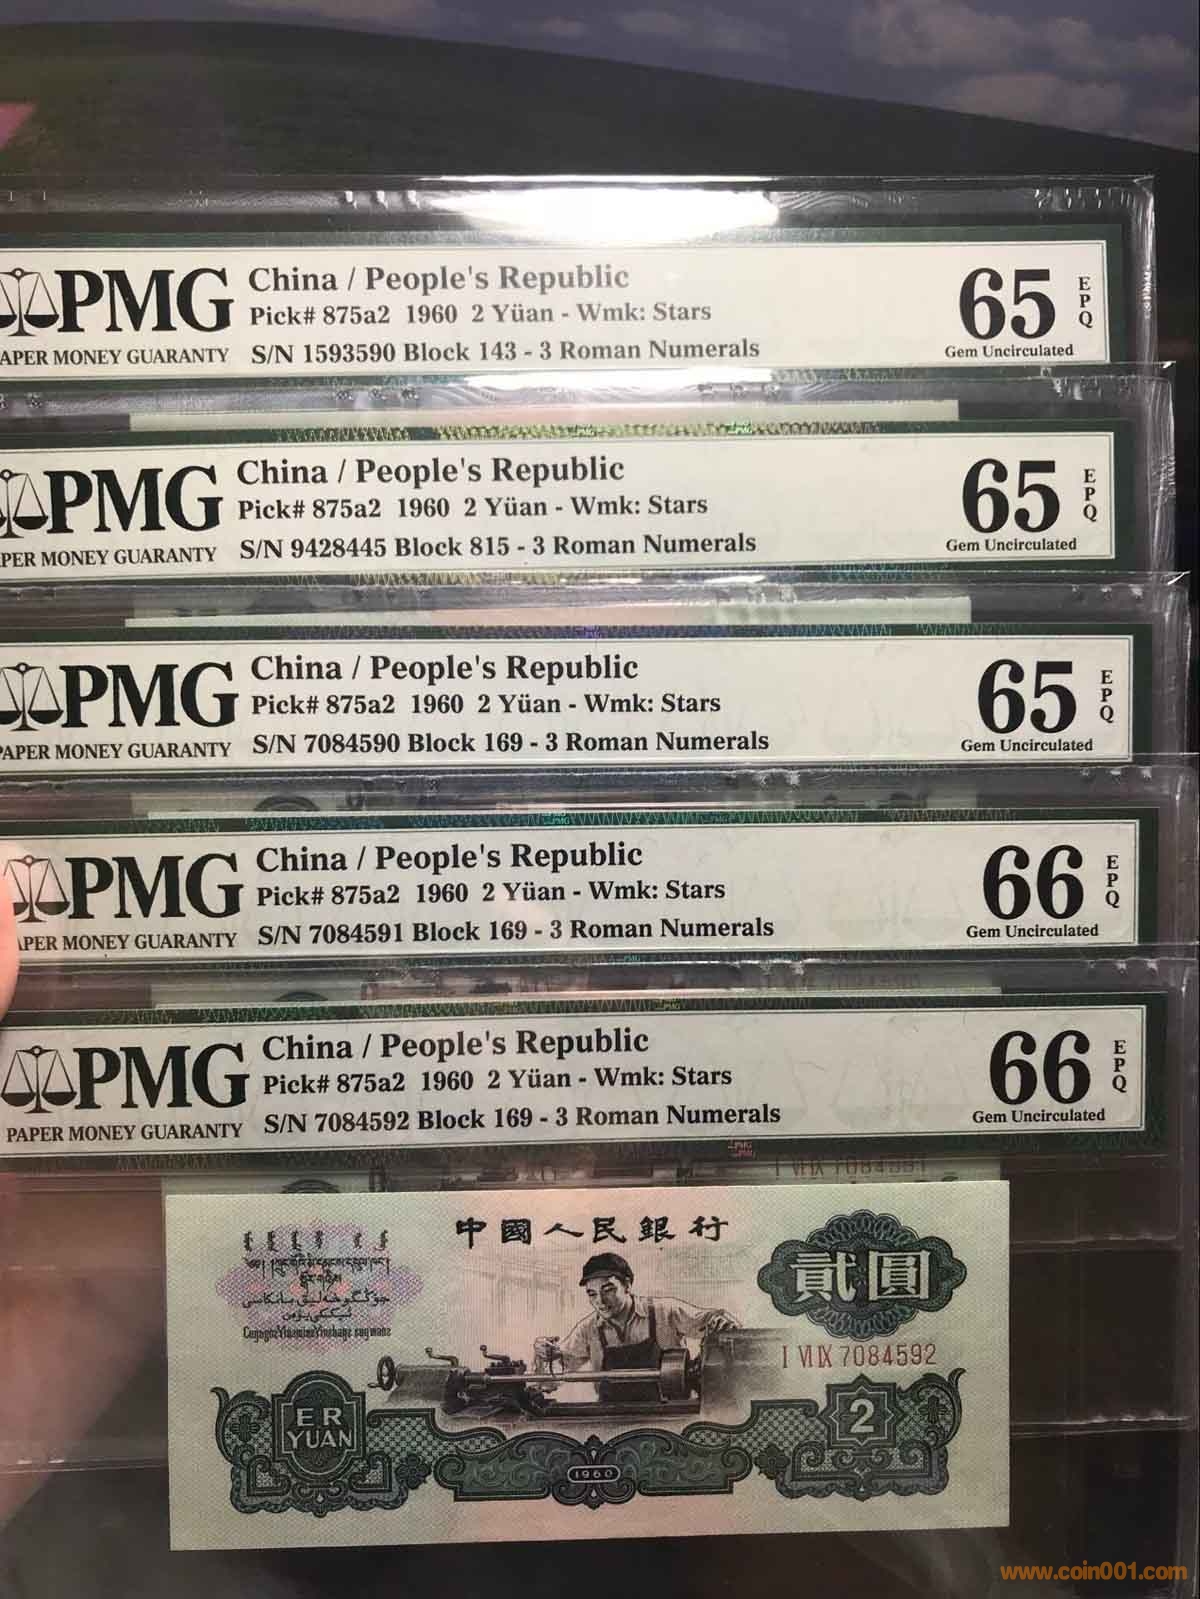 PMG
APER MONEY GUARANTY
China / People's Republic
Pick# 875a2 1960 2 Yüan - Wmk: Stars
S/N 1593590 Block 143 - 3 Roman Numerals
65 EPQ
Gem Uncirculated
PMG
PER MONEY GUARANTY
China / People's Republic
Pick# 875a2 1960 2 Yüan - Wmk: Stars
S/N 9428445 Block 815 - 3 Roman Numerals
65 EPQ
Gem Uncirculated
PMG
PAPER MONEY GUARANTY
China / People's Republic
Pick# 875a2 1960 2 Yüan - Wmk: Stars
S/N 7084590 Block 169 - 3 Roman Numerals
65 EPQ
Gem Uncirculated
PMG
APER MONEY GUARANTY
China / People's Republic
Pick# 875a2 1960 2 Yüan - Wmk: Stars
S/N 7084591 Block 169 - 3 Roman Numerals
66 EPQ
Gem Uncirculated
PMG
PAPER MONEY GUARANTY
China / People's Republic
Pick# 875a2 1960 2 Yüan - Wmk: Stars
S/N 7084592 Block 169 - 3 Roman Numerals
66 EPQ
Gem Uncirculated
I VI IX 7084591
中國人民銀行
貳圓
I VI IX 7084592
ER
YUAN
2
1960
www.coin001.com